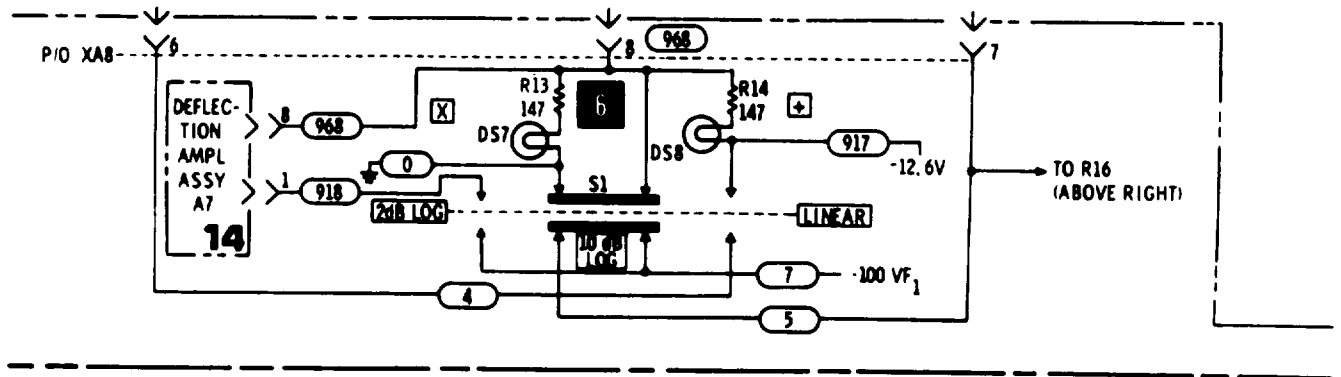 P/O XA8
6
8
968
7
DEFLEC-
TION
AMPL
ASSY
A7
14
8
968
X
R13
147
6
R14
147
+
DS7
DS8
917
-12.6V
0
1
918
S1
TO R16
(ABOVE RIGHT)
2dB LOG
LINEAR
10 dB
LOG
7
-100 VF1
4
5